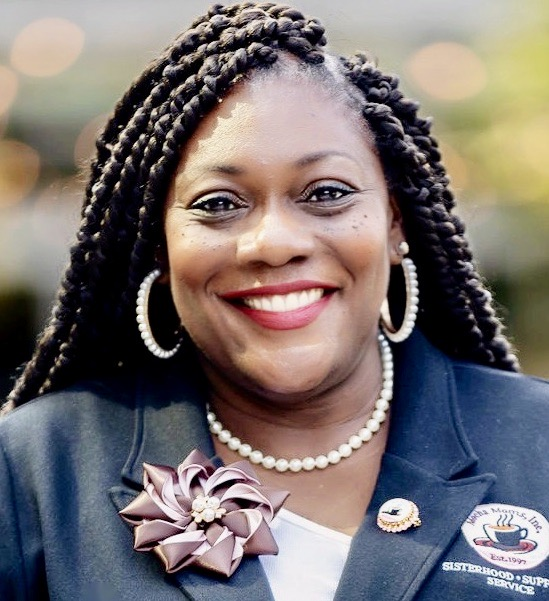 Mocha Moms, Inc.
Est.1997
SISTERHOOD • SUPP
SERVICE